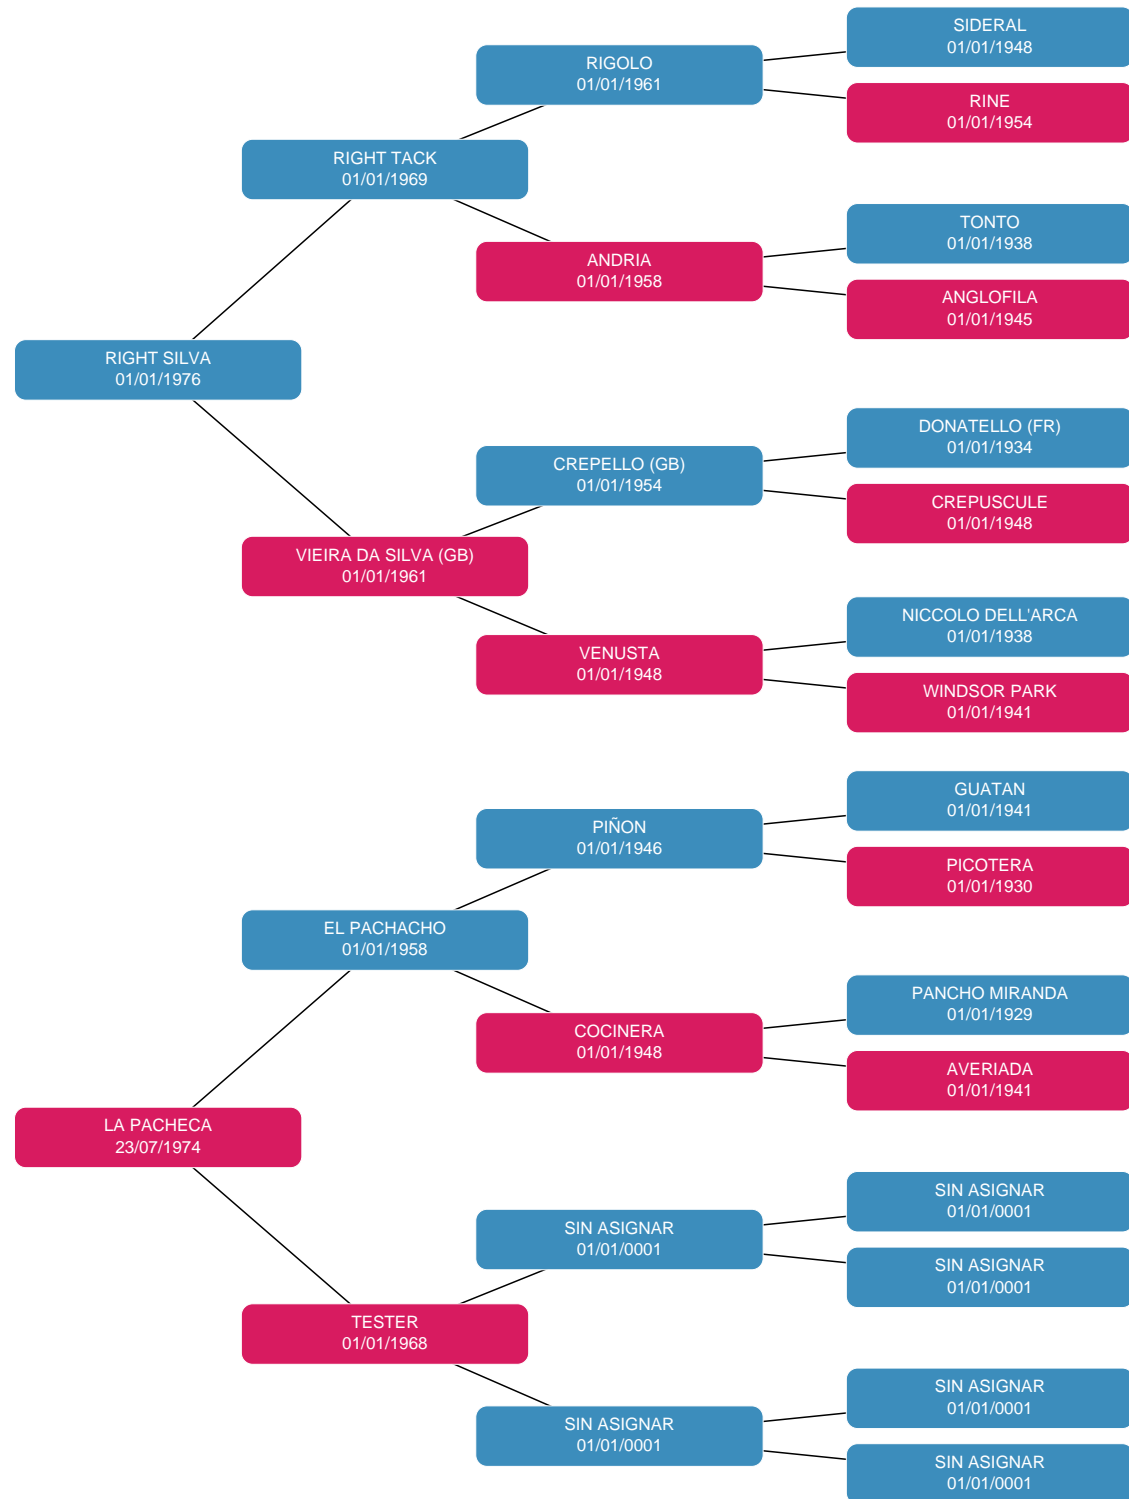 SIDERAL
01/01/1948
RIGOLO
01/01/1961
RINE
01/01/1954
RIGHT TACK
01/01/1969
TONTO
01/01/1938
ANDRIA
01/01/1958
ANGLOFILA
01/01/1945
RIGHT SILVA
01/01/1976
DONATELLO (FR)
01/01/1934
CREPELLO (GB)
01/01/1954
CREPUSCULE
01/01/1948
VIEIRA DA SILVA (GB)
01/01/1961
NICCOLO DELL'ARCA
01/01/1938
VENUSTA
01/01/1948
WINDSOR PARK
01/01/1941
GUATAN
01/01/1941
PIÑON
01/01/1946
PICOTERA
01/01/1930
EL PACHACHO
01/01/1958
PANCHO MIRANDA
01/01/1929
COCINERA
01/01/1948
AVERIADA
01/01/1941
LA PACHECA
23/07/1974
SIN ASIGNAR
01/01/0001
SIN ASIGNAR
01/01/0001
SIN ASIGNAR
01/01/0001
TESTER
01/01/1968
SIN ASIGNAR
01/01/0001
SIN ASIGNAR
01/01/0001
SIN ASIGNAR
01/01/0001